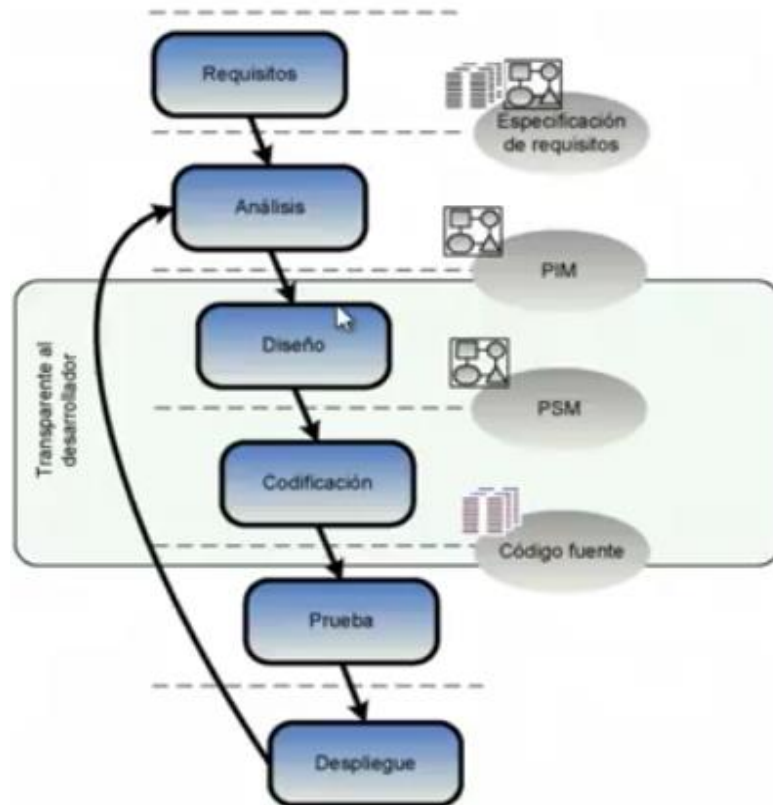 Requisitos
Especificación
de requisitos
Análisis
PIM
Transparente al
desarrollador
Diseño
PSM
Codificación
Código fuente
Prueba
Despliegue